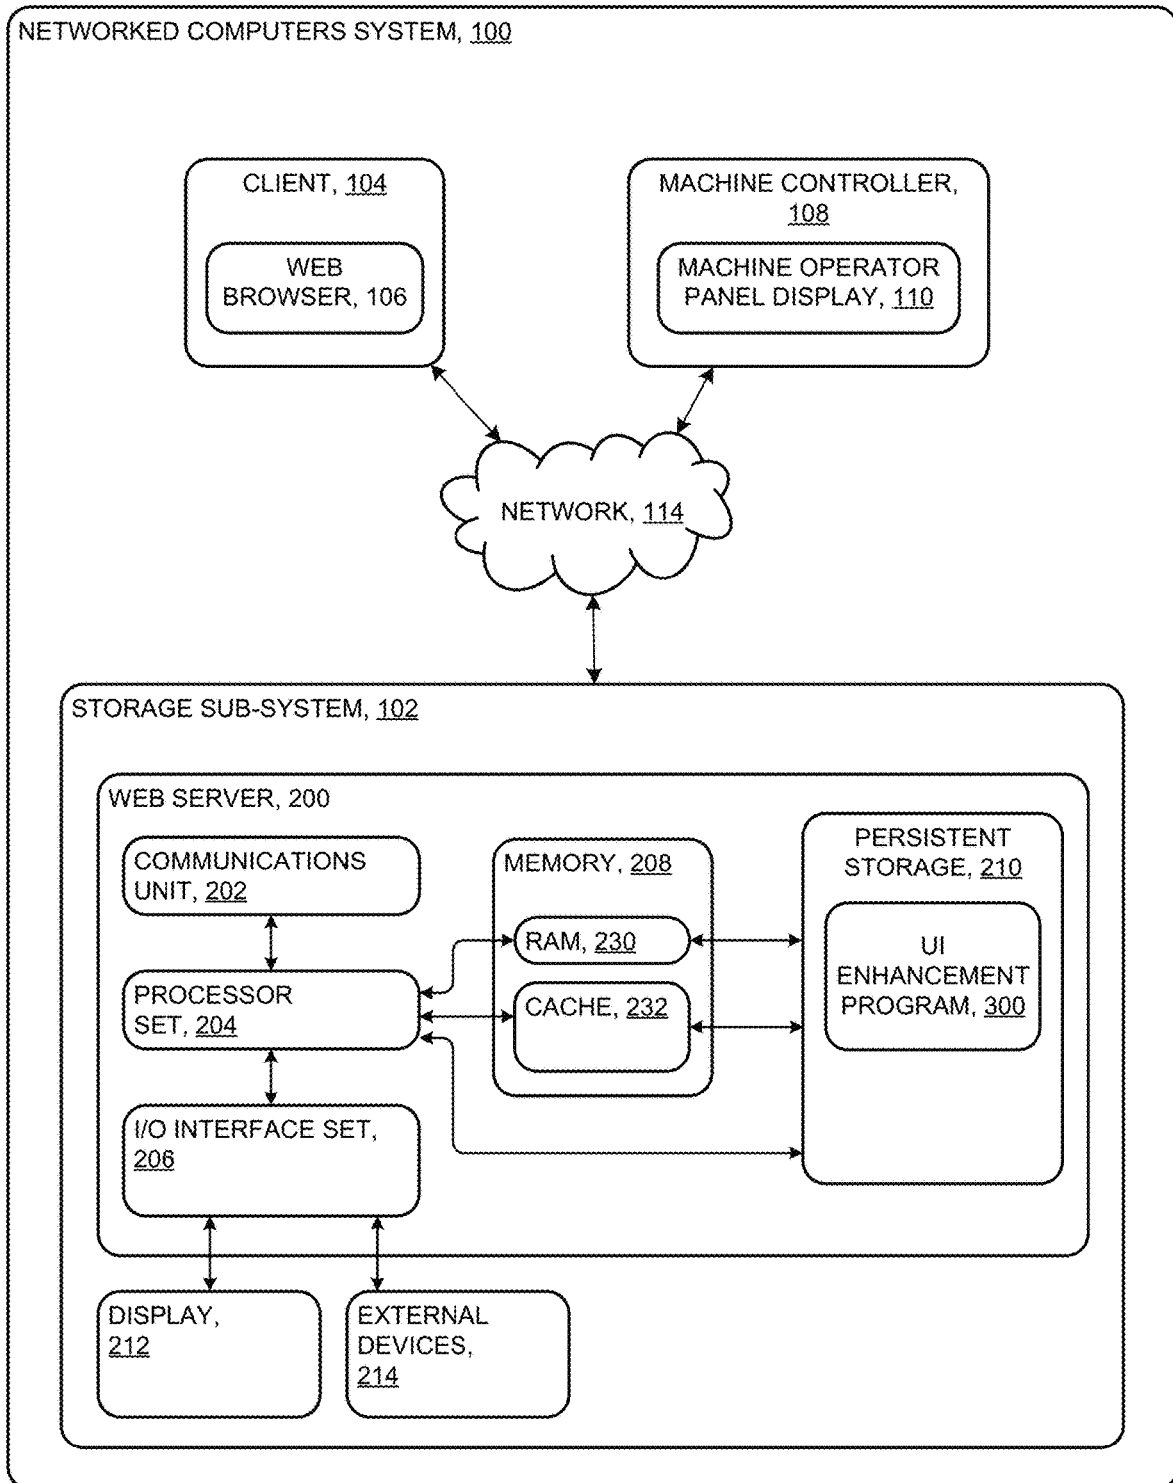 NETWORKED COMPUTERS SYSTEM, 100
CLIENT, 104
WEB
BROWSER, 106
MACHINE CONTROLLER,
108
MACHINE OPERATOR
PANEL DISPLAY, 110
NETWORK, 114
STORAGE SUB-SYSTEM, 102
WEB SERVER, 200
COMMUNICATIONS
UNIT, 202
PROCESSOR
SET, 204
I/O INTERFACE SET,
206
MEMORY, 208
RAM, 230
CACHE, 232
PERSISTENT
STORAGE, 210
UI
ENHANCEMENT
PROGRAM, 300
DISPLAY,
212
EXTERNAL
DEVICES,
214